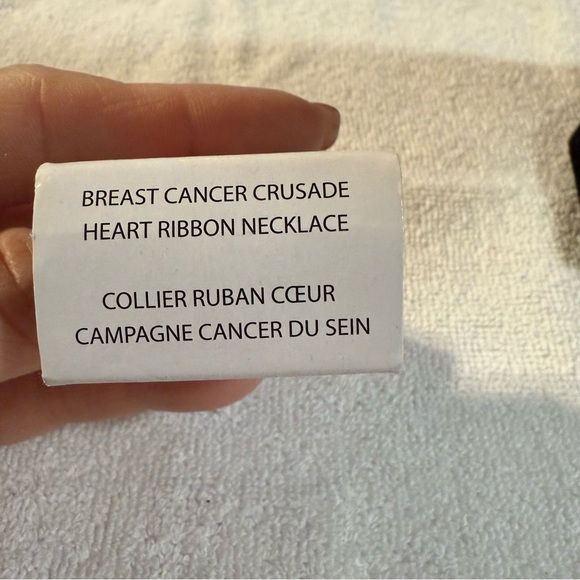 BREAST CANCER CRUSADE
HEART RIBBON NECKLACE
COLLIER RUBAN CŒUR
CAMPAGNE CANCER DU SEIN